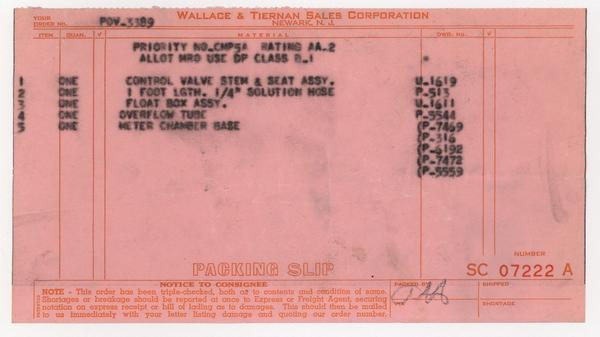 YOUR ORDER NO. POV-3389
WALLACE & TIERNAN SALES CORPORATION
NEWARK, N. J.
ITEM QUAN. √ MATERIAL DWG. NO. √
PRIORITY NO.CMP5A RATING AA-2
ALLOT MRO USE DP CLASS B.1
1 ONE CONTROL VALVE STEM & SEAT ASSY. U-1619
2 ONE 1 FOOT LGTH. 1/4" SOLUTION HOSE P-513
3 ONE FLOAT BOX ASSY. U-1611
4 ONE OVERFLOW TUBE P-5544
5 ONE METER CHAMBER BASE (P-7469
(P-316
(P-6192
(P-7472
(P-5559
NUMBER
PACKING SLIP SC 07222 A
NOTICE TO CONSIGNEE
NOTE - This order has been triple-checked, both as to contents and condition of same.
Shortages or breakage should be reported at once to Express or Freight Agent, securing
notation on express receipt or bill of lading as to damages. This should then be mailed
to us immediately with your letter listing damage and quoting our order number.
PACKED BY
SHIPPED
VIA
SHORTAGE